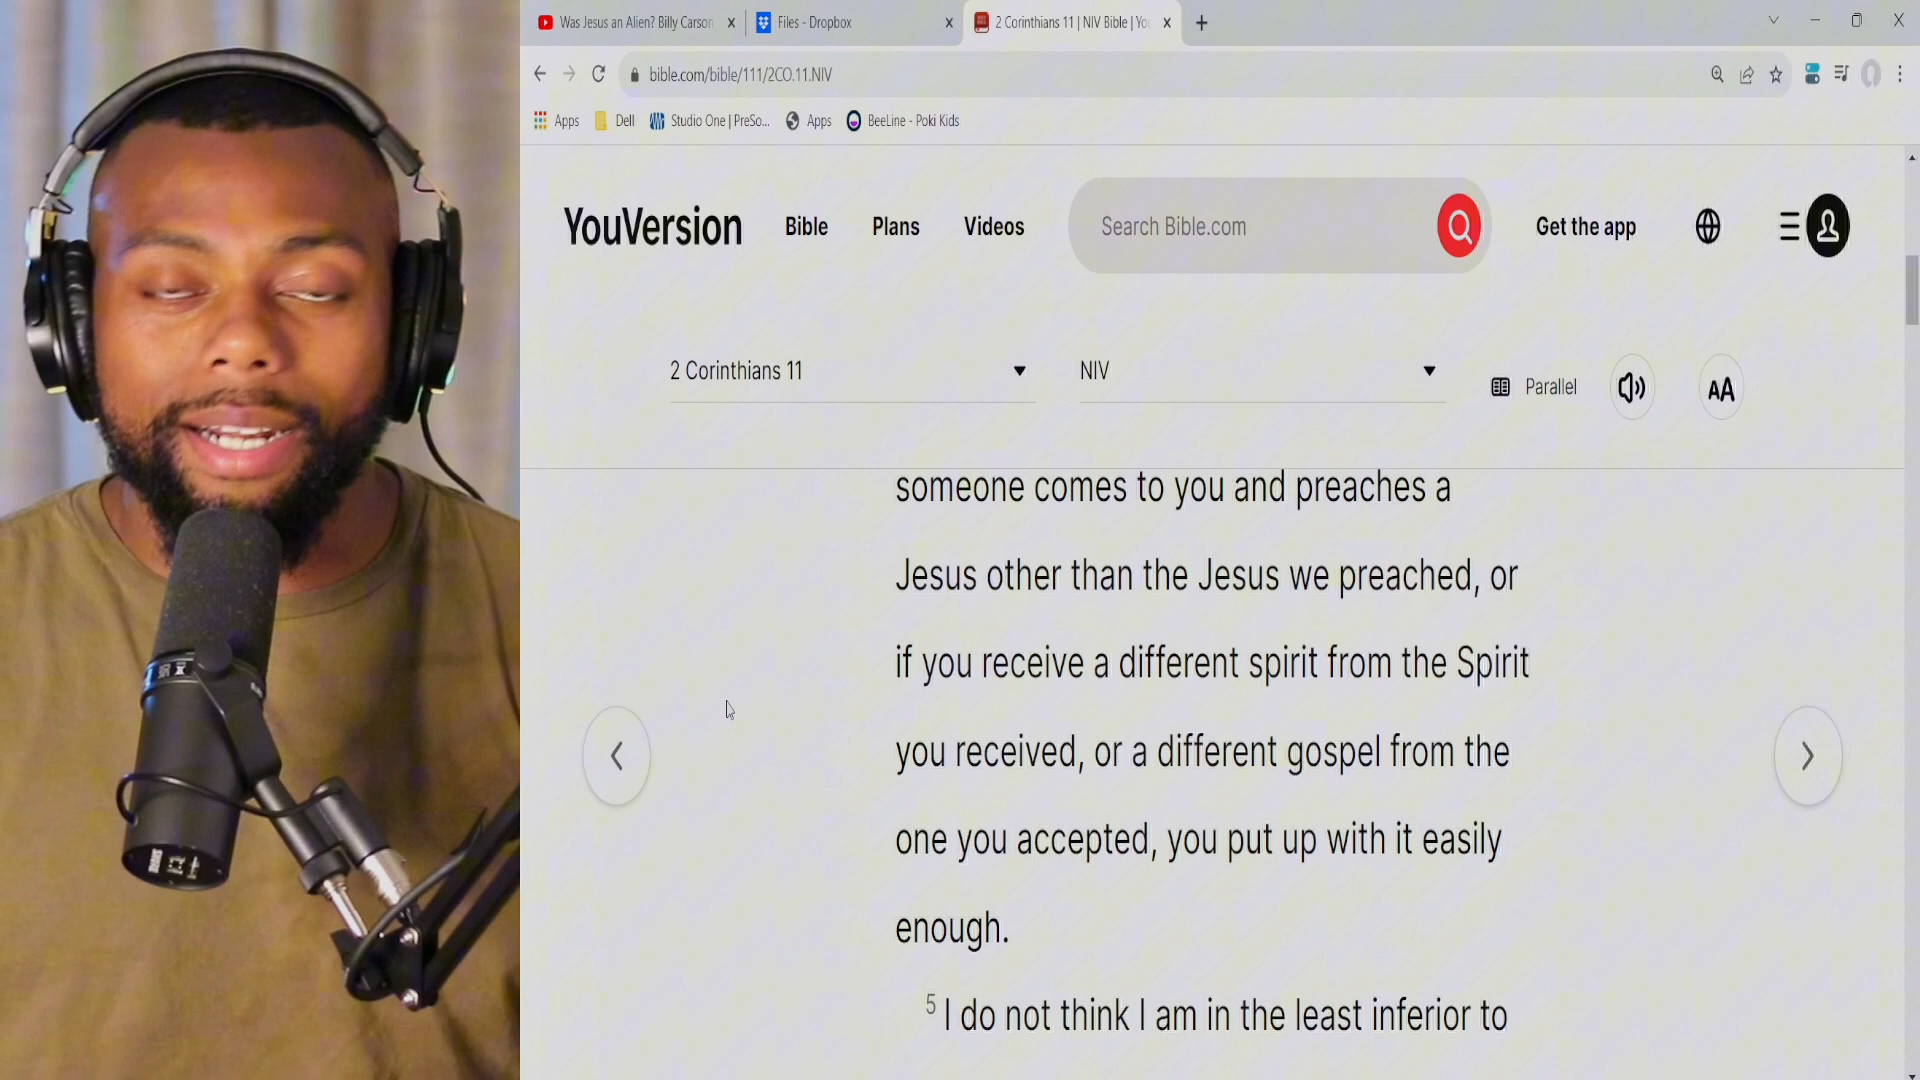 Was Jesus an Alien? Billy Carson
Files - Dropbox
2 Corinthians 11 | NIV Bible | You
bible.com/bible/111/2CO.11.NIV
Apps
Dell
Studio One | PreSo...
Apps
BeeLine - Poki Kids
YouVersion
Bible
Plans
Videos
Search Bible.com
Get the app
2 Corinthians 11
NIV
Parallel
AA
someone comes to you and preaches a
Jesus other than the Jesus we preached, or
if you receive a different spirit from the Spirit
you received, or a different gospel from the
one you accepted, you put up with it easily
enough.
5 I do not think I am in the least inferior to